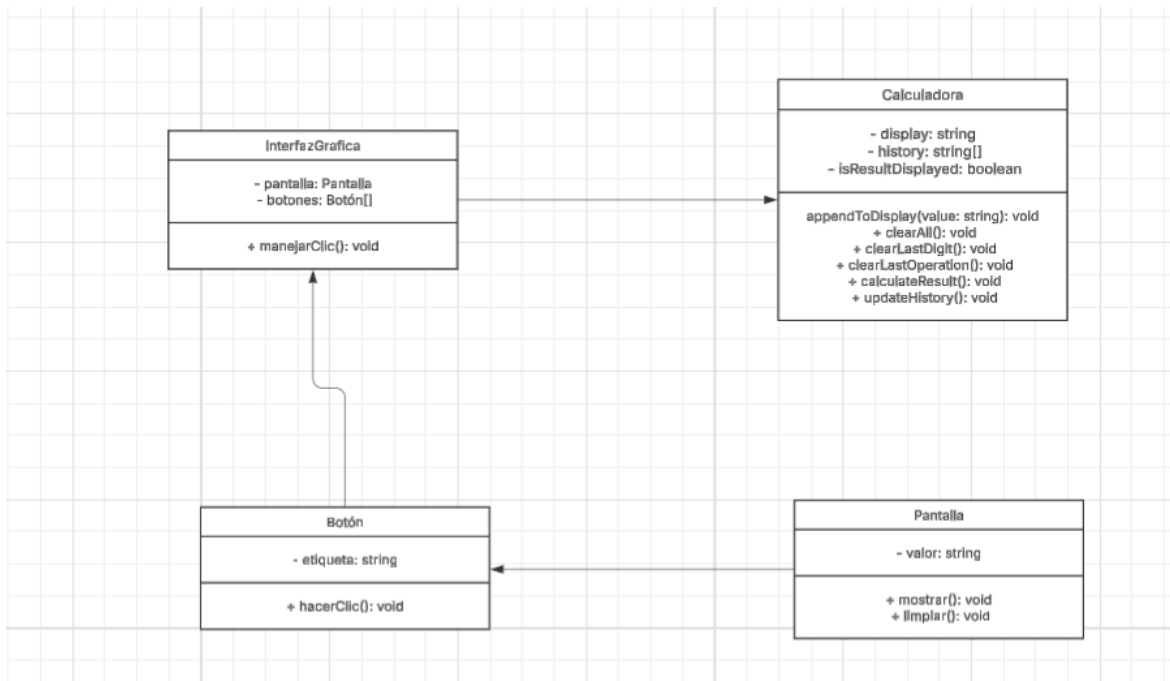 Calculadora
- display: string
- history: string[]
- isResultDisplayed: boolean
appendToDisplay(value: string): void
+ clearAll(): void
+ clearLastDigit(): void
+ clearLastOperation(): void
+ calculateResult(): void
+ updateHistory(): void
InterfazGrafica
- pantalla: Pantalla
- botones: Botón[]
+ manejarClic(): void
Botón
- etiqueta: string
+ hacerClic(): void
Pantalla
- valor: string
+ mostrar(): void
+ limpiar(): void